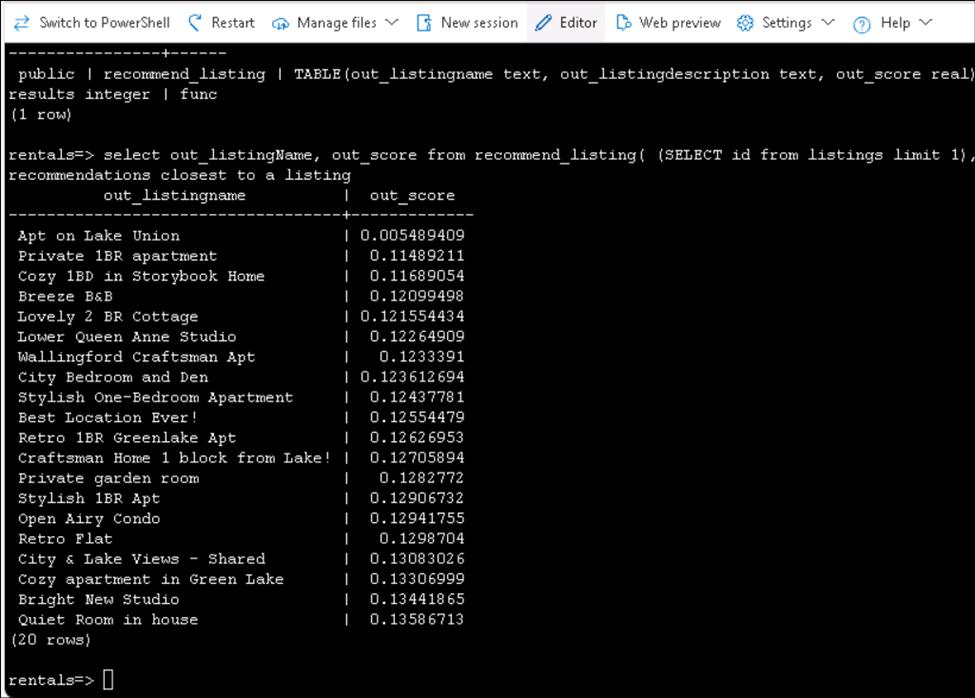 Switch to PowerShell Restart Manage files New session Editor Web preview Settings Help
----------------+------
public | recommend_listing | TABLE(out_listingname text, out_listingdescription text, out_score real)
results integer | func
(1 row)
rentals=> select out_listingName, out_score from recommend_listing( (SELECT id from listings limit 1),
recommendations closest to a listing
out_listingname | out_score
----------------------------------+-------------
Apt on Lake Union | 0.005489409
Private 1BR apartment | 0.11489211
Cozy 1BD in Storybook Home | 0.11689054
Breeze B&B | 0.12099498
Lovely 2 BR Cottage | 0.121554434
Lower Queen Anne Studio | 0.12264909
Wallingford Craftsman Apt | 0.1233391
City Bedroom and Den | 0.123612694
Stylish One-Bedroom Apartment | 0.12437781
Best Location Ever! | 0.12554479
Retro 1BR Greenlake Apt | 0.12626953
Craftsman Home 1 block from Lake! | 0.12705894
Private garden room | 0.1282772
Stylish 1BR Apt | 0.12906732
Open Airy Condo | 0.12941755
Retro Flat | 0.1298704
City & Lake Views - Shared | 0.13083026
Cozy apartment in Green Lake | 0.13306999
Bright New Studio | 0.13441865
Quiet Room in house | 0.13586713
(20 rows)
rentals=>